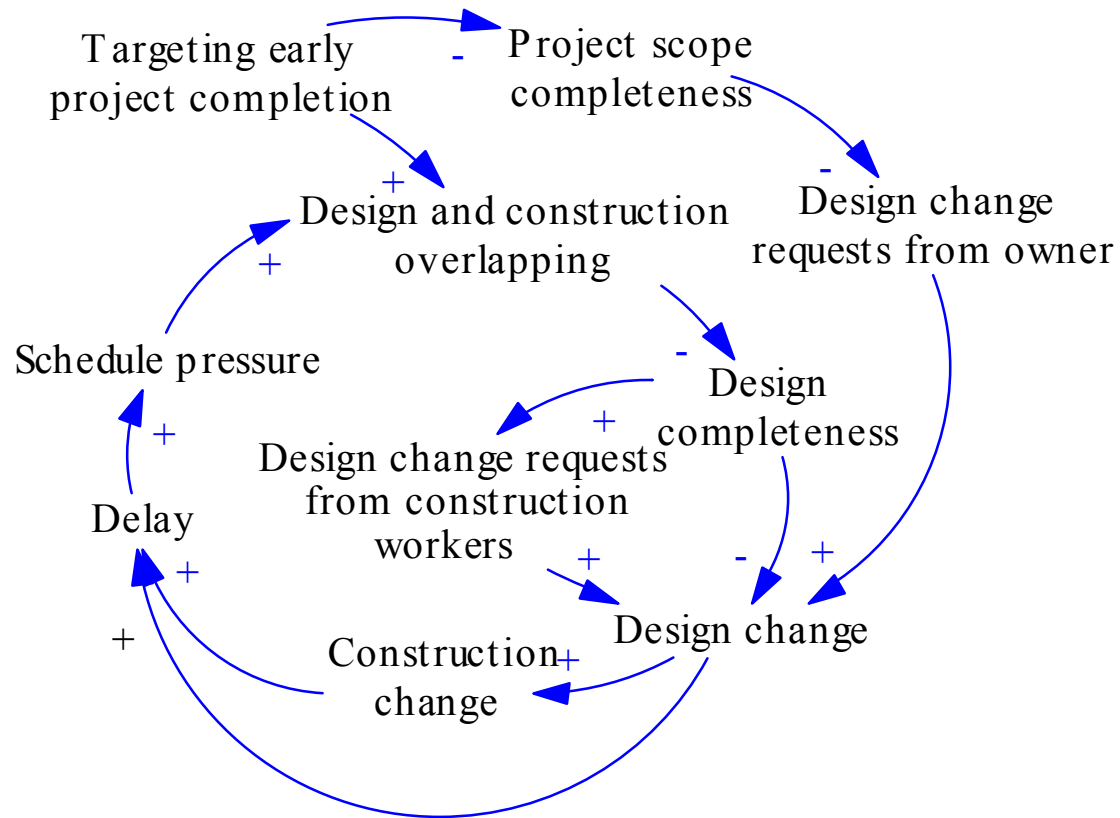 Targeting early
project completion
-
Project scope
completeness
+
-
Design change
requests from owner
Design and construction
overlapping
+
Schedule pressure
-
Design
completeness
+
+
Design change requests
from construction
workers
Delay
+
+
-
+
+
Design change
Construction
change
+